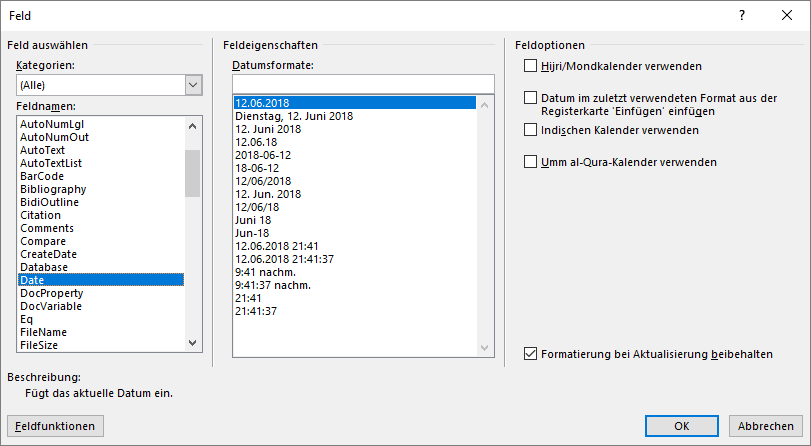 Feld
?
Feld auswählen
Kategorien:
(Alle)
Feldnamen:
AutoNumLgl
AutoNumOut
AutoText
AutoTextList
BarCode
Bibliography
BidiOutline
Citation
Comments
Compare
CreateDate
Database
Date
DocProperty
DocVariable
Eq
FileName
FileSize
Feldeigenschaften
Datumsformate:
12.06.2018
Dienstag, 12. Juni 2018
12. Juni 2018
12.06.18
2018-06-12
18-06-12
12/06/2018
12. Jun. 2018
12/06/18
Juni 18
Jun-18
12.06.2018 21:41
12.06.2018 21:41:37
9:41 nachm.
9:41:37 nachm.
21:41
21:41:37
Feldoptionen
Hijri/Mondkalender verwenden
Datum im zuletzt verwendeten Format aus der
Registerkarte 'Einfügen' einfügen
Indischen Kalender verwenden
Umm al-Qura-Kalender verwenden
Formatierung bei Aktualisierung beibehalten
Beschreibung:
Fügt das aktuelle Datum ein.
Feldfunktionen
OK
Abbrechen